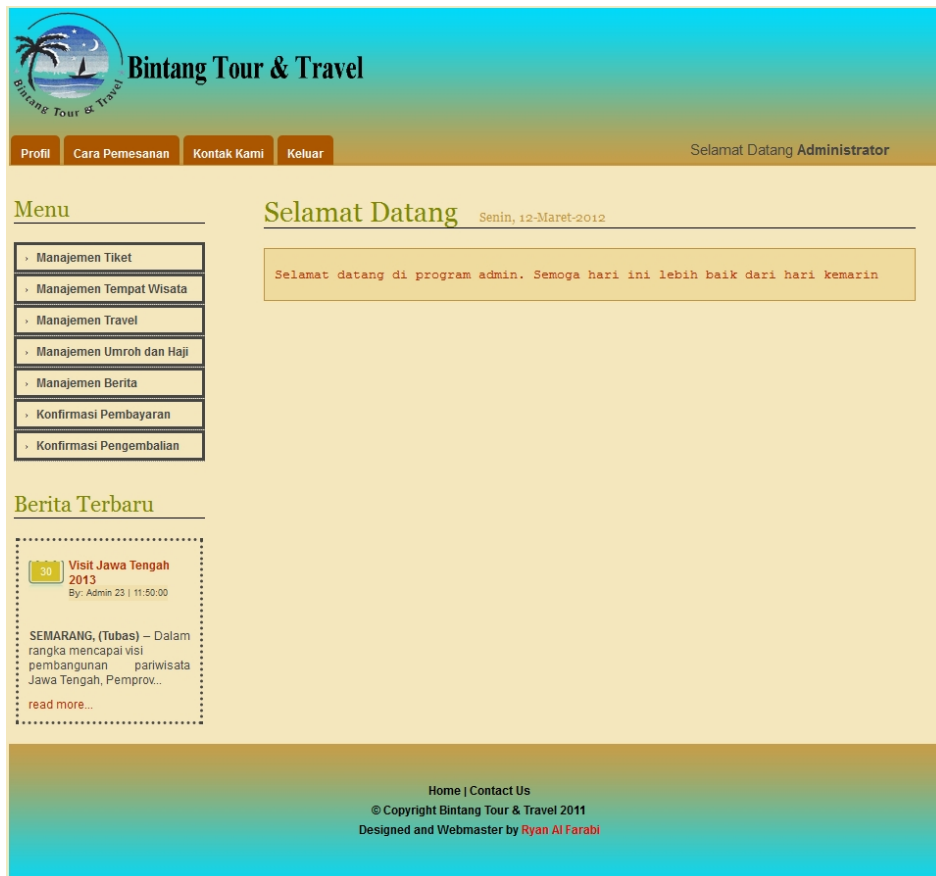 Bintang Tour & Travel
Bintang Tour & Travel
Profil
Cara Pemesanan
Kontak Kami
Keluar
Selamat Datang Administrator
Menu
› Manajemen Tiket
› Manajemen Tempat Wisata
› Manajemen Travel
› Manajemen Umroh dan Haji
› Manajemen Berita
› Konfirmasi Pembayaran
› Konfirmasi Pengembalian
Berita Terbaru
30
Visit Jawa Tengah
2013
By: Admin 23 | 11:50:00
SEMARANG, (Tubas) – Dalam
rangka mencapai visi
pembangunan pariwisata
Jawa Tengah, Pemprov...
read more...
Selamat Datang Senin, 12-Maret-2012
Selamat datang di program admin. Semoga hari ini lebih baik dari hari kemarin
Home | Contact Us
© Copyright Bintang Tour & Travel 2011
Designed and Webmaster by Ryan Al Farabi